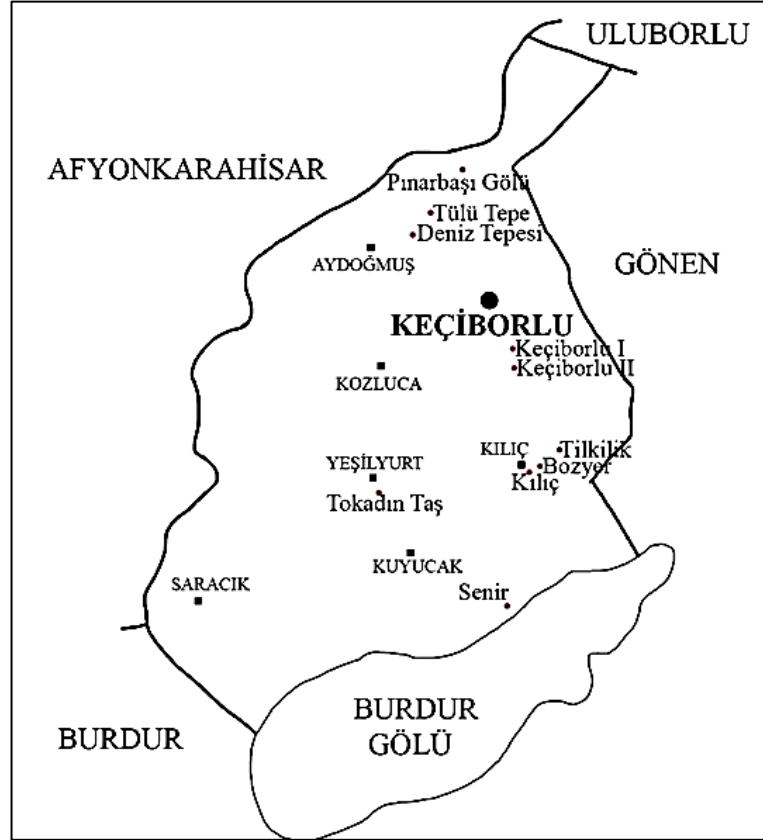 ULUBORLU
AFYONKARAHİSAR
Pınarbaşı Gölü
Tülü Tepe
Deniz Tepesi
AYDOĞMUŞ
GÖNEN
KEÇİBORLU
Keçiborlu I
Keçiborlu II
KOZLUCA
KILIÇ
Tilkilik
Bozyer
Kılıç
YEŞİLYURT
Tokadın Taş
KUYUCAK
SARACIK
Senir
BURDUR
GÖLÜ
BURDUR